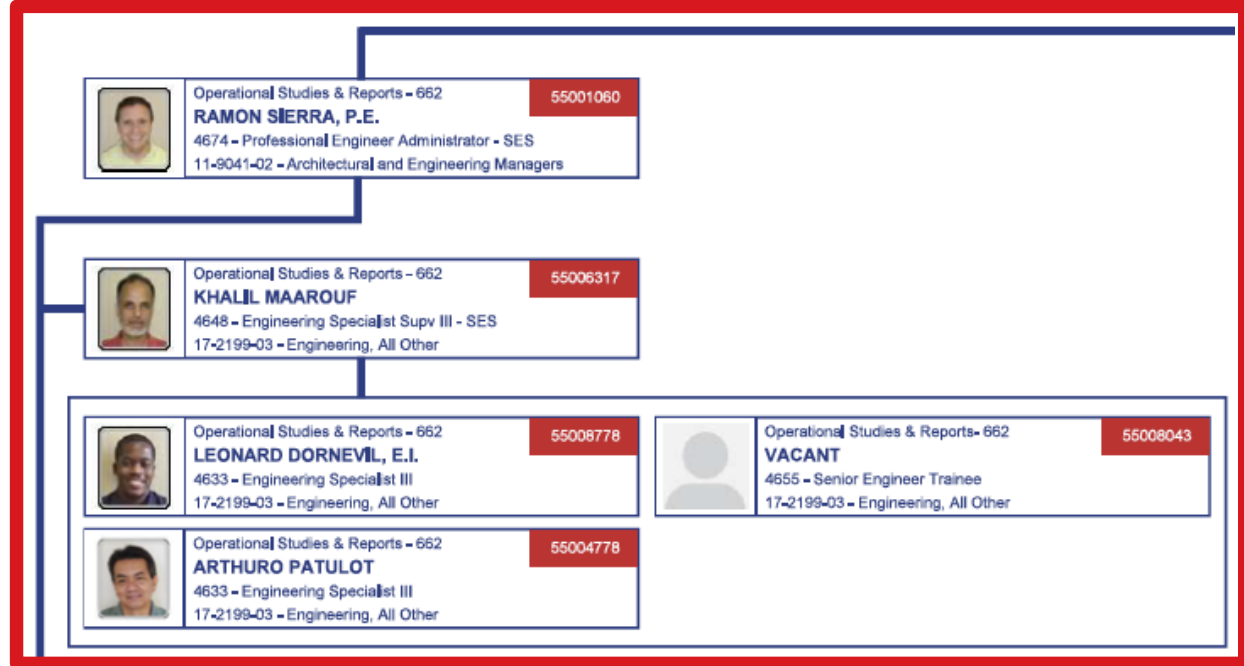 Operational Studies & Reports - 662
55001060
RAMON SIERRA, P.E.
4674 - Professional Engineer Administrator - SES
11-9041-02 - Architectural and Engineering Managers
Operational Studies & Reports - 662
55006317
KHALIL MAAROUF
4648 - Engineering Specialist Supv III - SES
17-2199-03 - Engineering, All Other
Operational Studies & Reports - 662
55008778
LEONARD DORNEVIL, E.I.
4633 - Engineering Specialist III
17-2199-03 - Engineering, All Other
Operational Studies & Reports- 662
55008043
VACANT
4655 - Senior Engineer Trainee
17-2199-03 - Engineering, All Other
Operational Studies & Reports - 662
55004778
ARTHURO PATULOT
4633 - Engineering Specialist III
17-2199-03 - Engineering, All Other